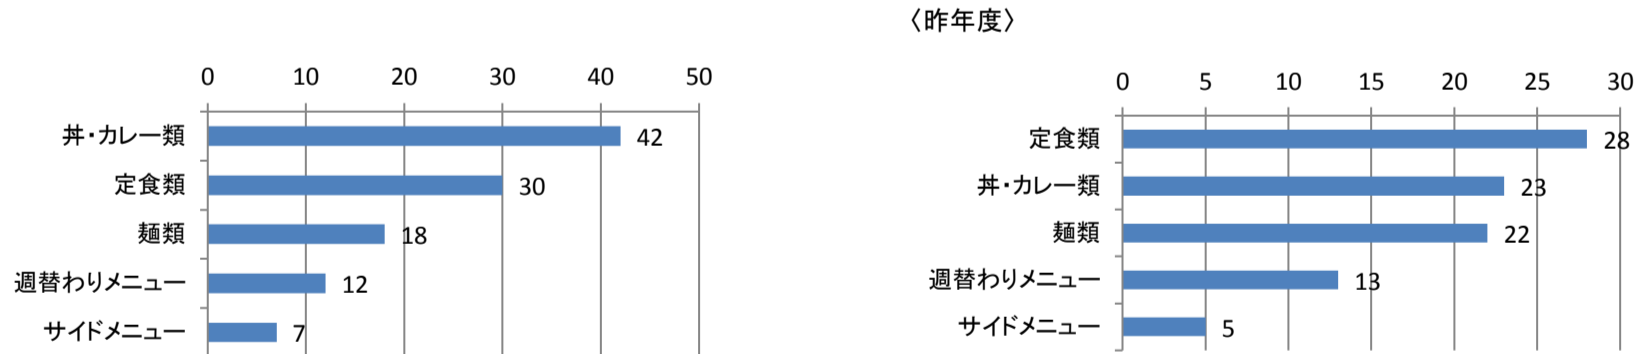 0 10 20 30 40 50
丼・カレー類 42
定食類 30
麺類 18
週替わりメニュー 12
サイドメニュー 7
〈昨年度〉
0 5 10 15 20 25 30
定食類 28
丼・カレー類 23
麺類 22
週替わりメニュー 13
サイドメニュー 5